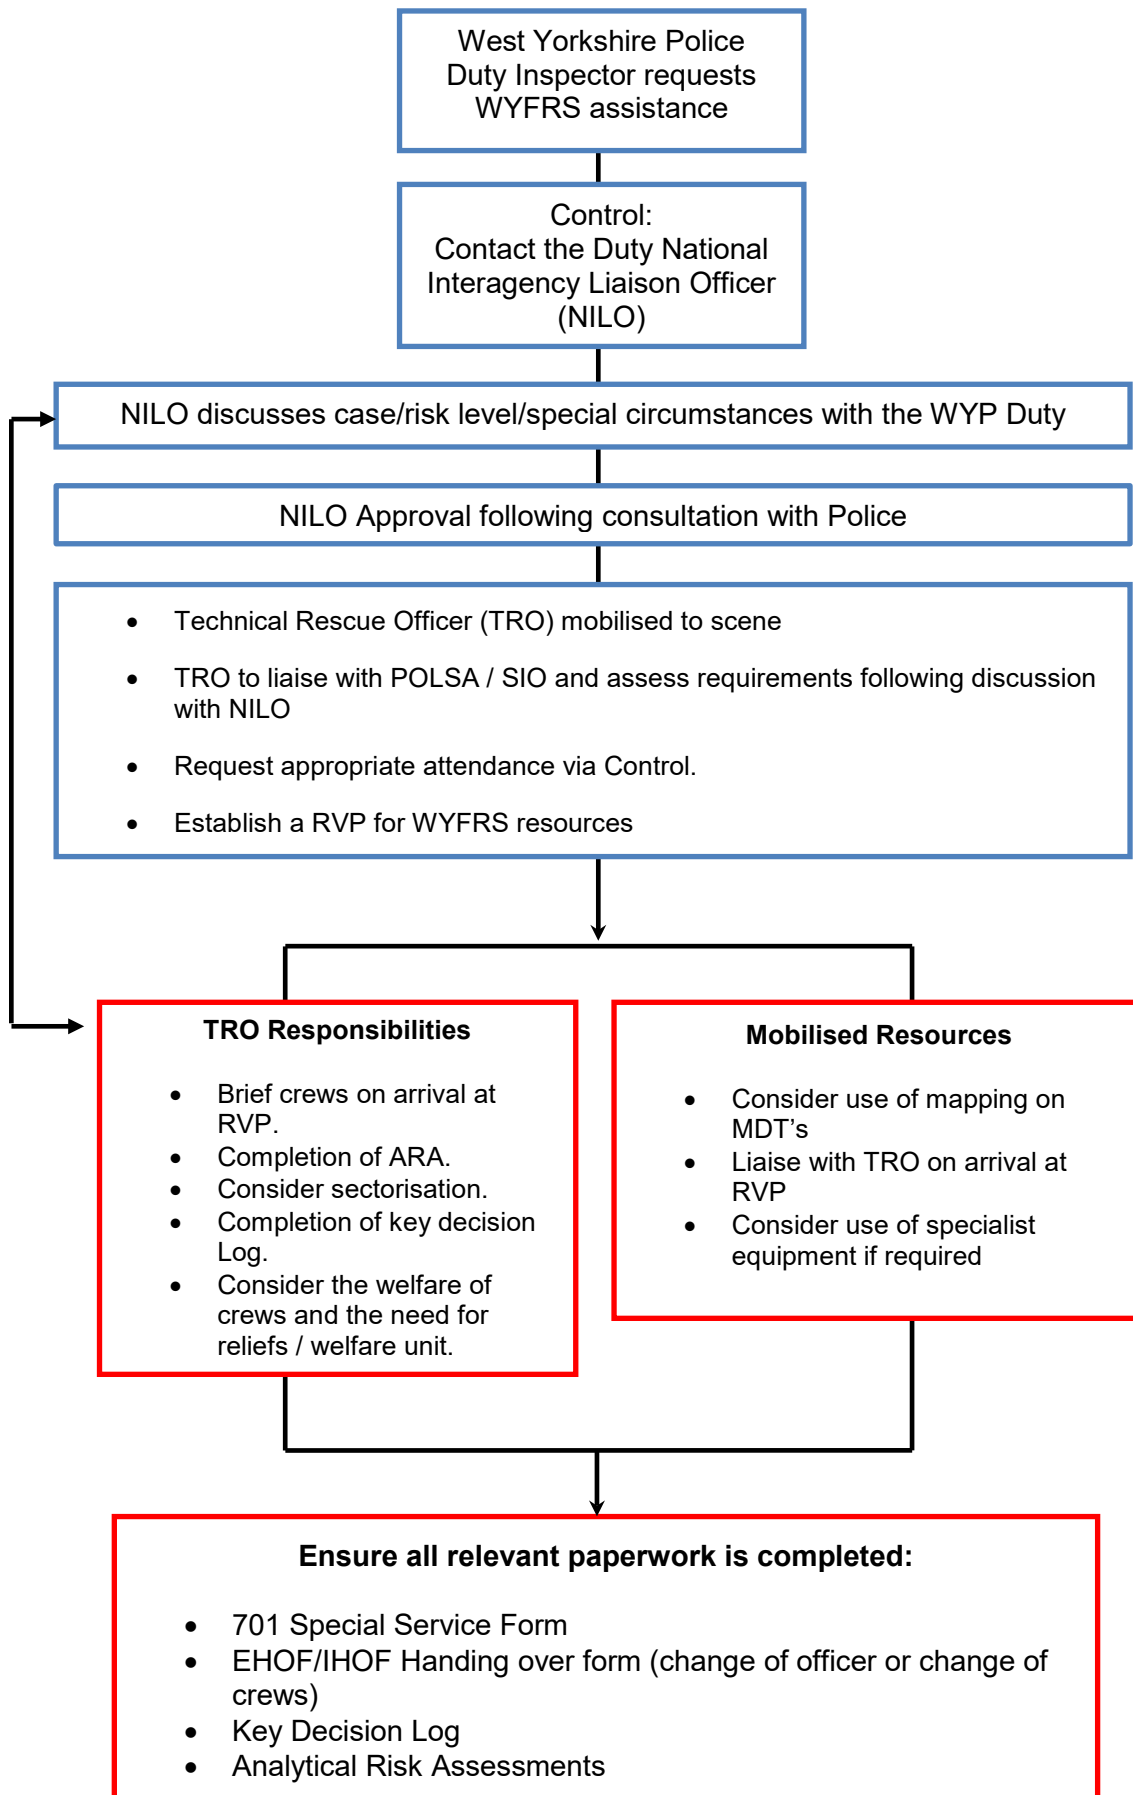 West Yorkshire Police
Duty Inspector requests
WYFRS assistance
Control:
Contact the Duty National
Interagency Liaison Officer
(NILO)
NILO discusses case/risk level/special circumstances with the WYP Duty
NILO Approval following consultation with Police
• Technical Rescue Officer (TRO) mobilised to scene
• TRO to liaise with POLSA / SIO and assess requirements following discussion
with NILO
• Request appropriate attendance via Control.
• Establish a RVP for WYFRS resources
TRO Responsibilities
• Brief crews on arrival at
RVP.
• Completion of ARA.
• Consider sectorisation.
• Completion of key decision
Log.
• Consider the welfare of
crews and the need for
reliefs / welfare unit.
Mobilised Resources
• Consider use of mapping on
MDT's
• Liaise with TRO on arrival at
RVP
• Consider use of specialist
equipment if required
Ensure all relevant paperwork is completed:
• 701 Special Service Form
• EHOF/IHOF Handing over form (change of officer or change of
crews)
• Key Decision Log
• Analytical Risk Assessments